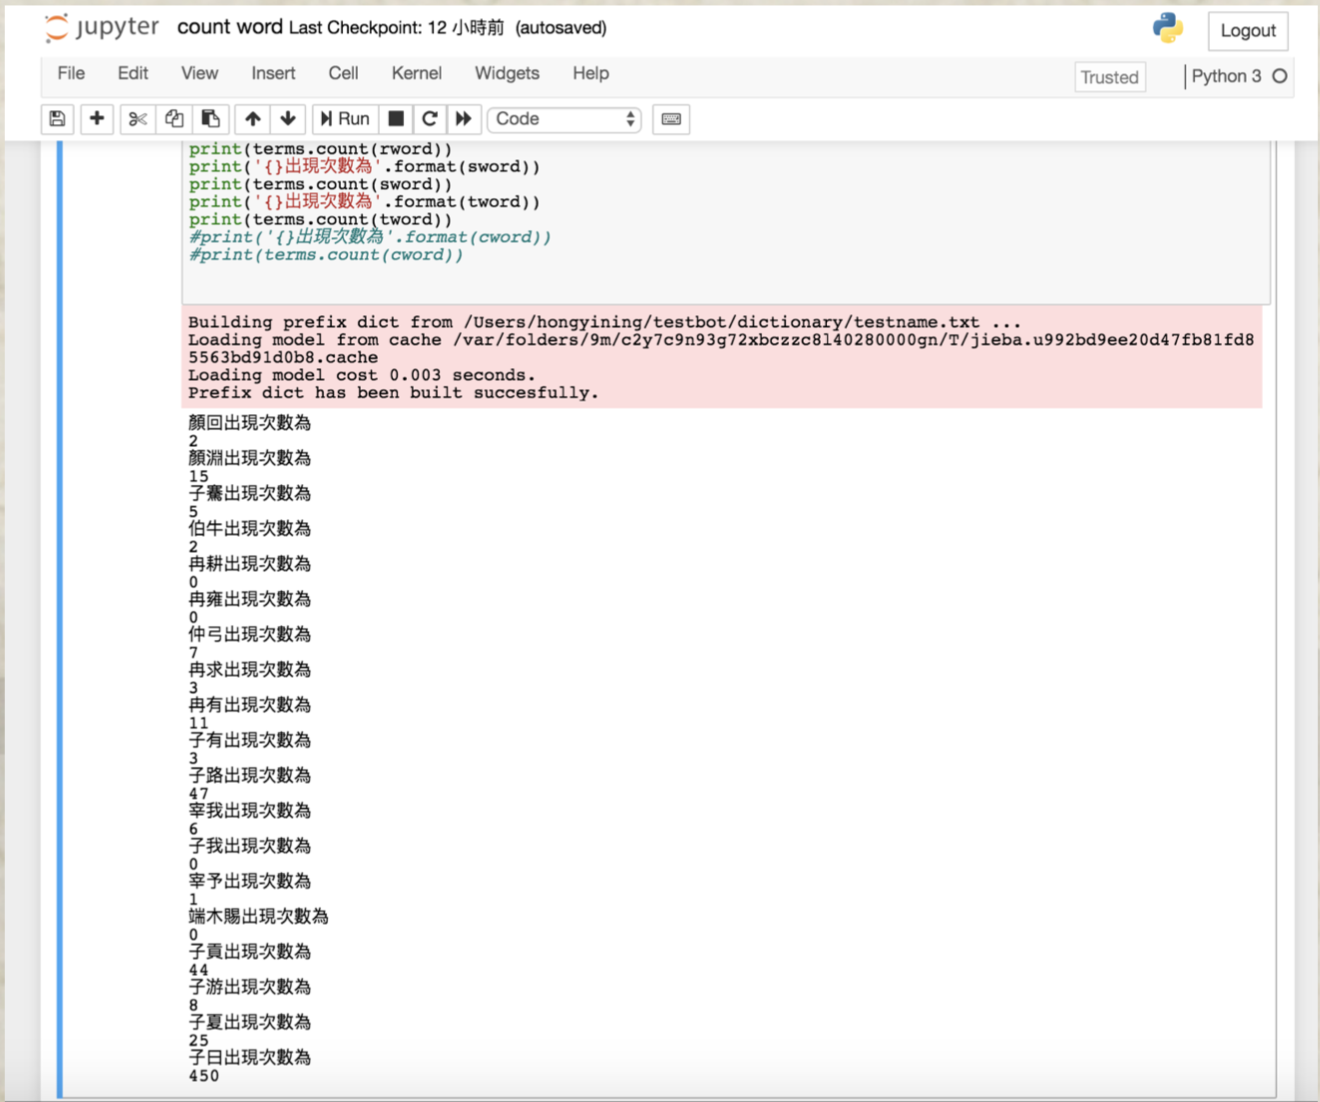 jupyter count word Last Checkpoint: 12 小時前 (autosaved) Logout
File Edit View Insert Cell Kernel Widgets Help Trusted Python 3
Run Code
print(terms.count(rword))
print('{}出現次數為'.format(sword))
print(terms.count(sword))
print('{}出現次數為'.format(tword))
print(terms.count(tword))
#print('{}出現次數為'.format(cword))
#print(terms.count(cword))
Building prefix dict from /Users/hongyining/testbot/dictionary/testname.txt ...
Loading model from cache /var/folders/9m/c2y7c9n93g72xbczzc8l40280000gn/T/jieba.u992bd9ee20d47fb81fd8
5563bd91d0b8.cache
Loading model cost 0.003 seconds.
Prefix dict has been built succesfully.
顏回出現次數為
2
顏淵出現次數為
15
子騫出現次數為
5
伯牛出現次數為
2
冉耕出現次數為
0
冉雍出現次數為
0
仲弓出現次數為
7
冉求出現次數為
3
冉有出現次數為
11
子有出現次數為
3
子路出現次數為
47
宰我出現次數為
6
子我出現次數為
0
宰予出現次數為
1
端木賜出現次數為
0
子貢出現次數為
44
子游出現次數為
8
子夏出現次數為
25
子曰出現次數為
450